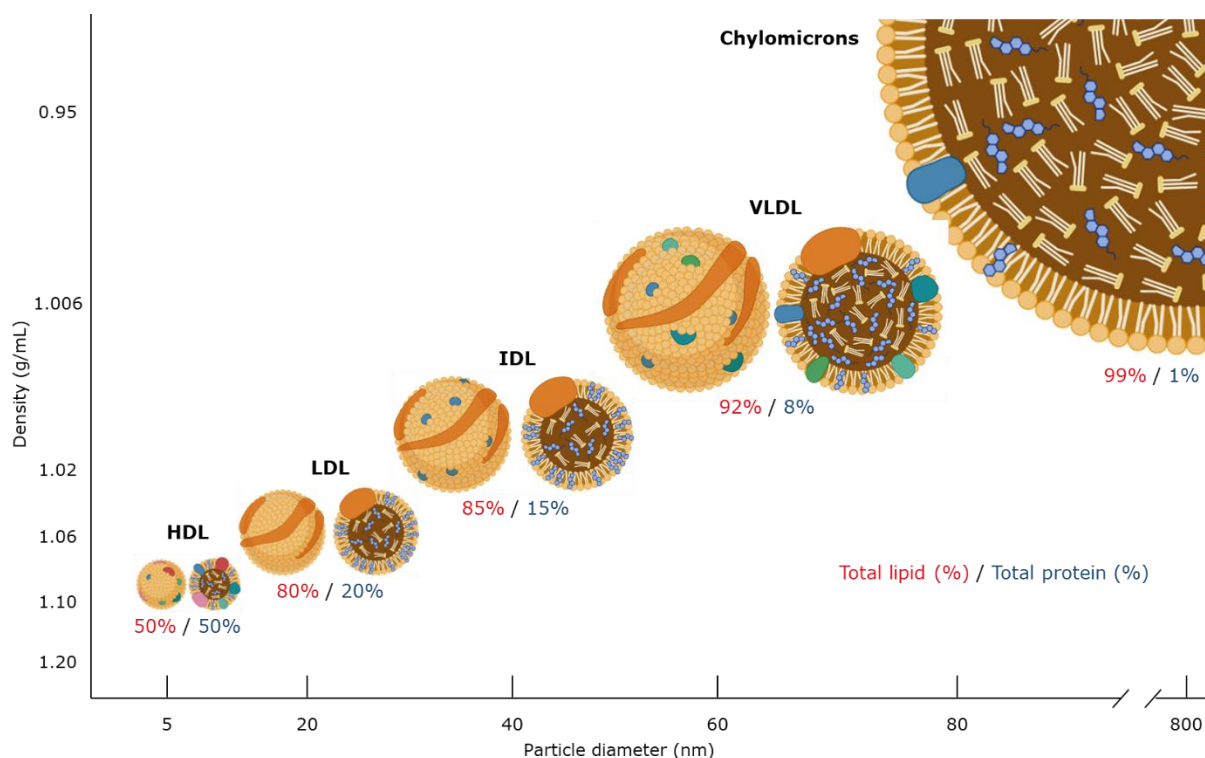 Chylomicrons
0.95
VLDL
1.006
Density (g/mL)
IDL
99% / 1%
92% / 8%
LDL
1.02
85% / 15%
HDL
1.06
Total lipid (%) / Total protein (%)
80% / 20%
1.10
50% / 50%
1.20
5 20 40 60 80 800
Particle diameter (nm)